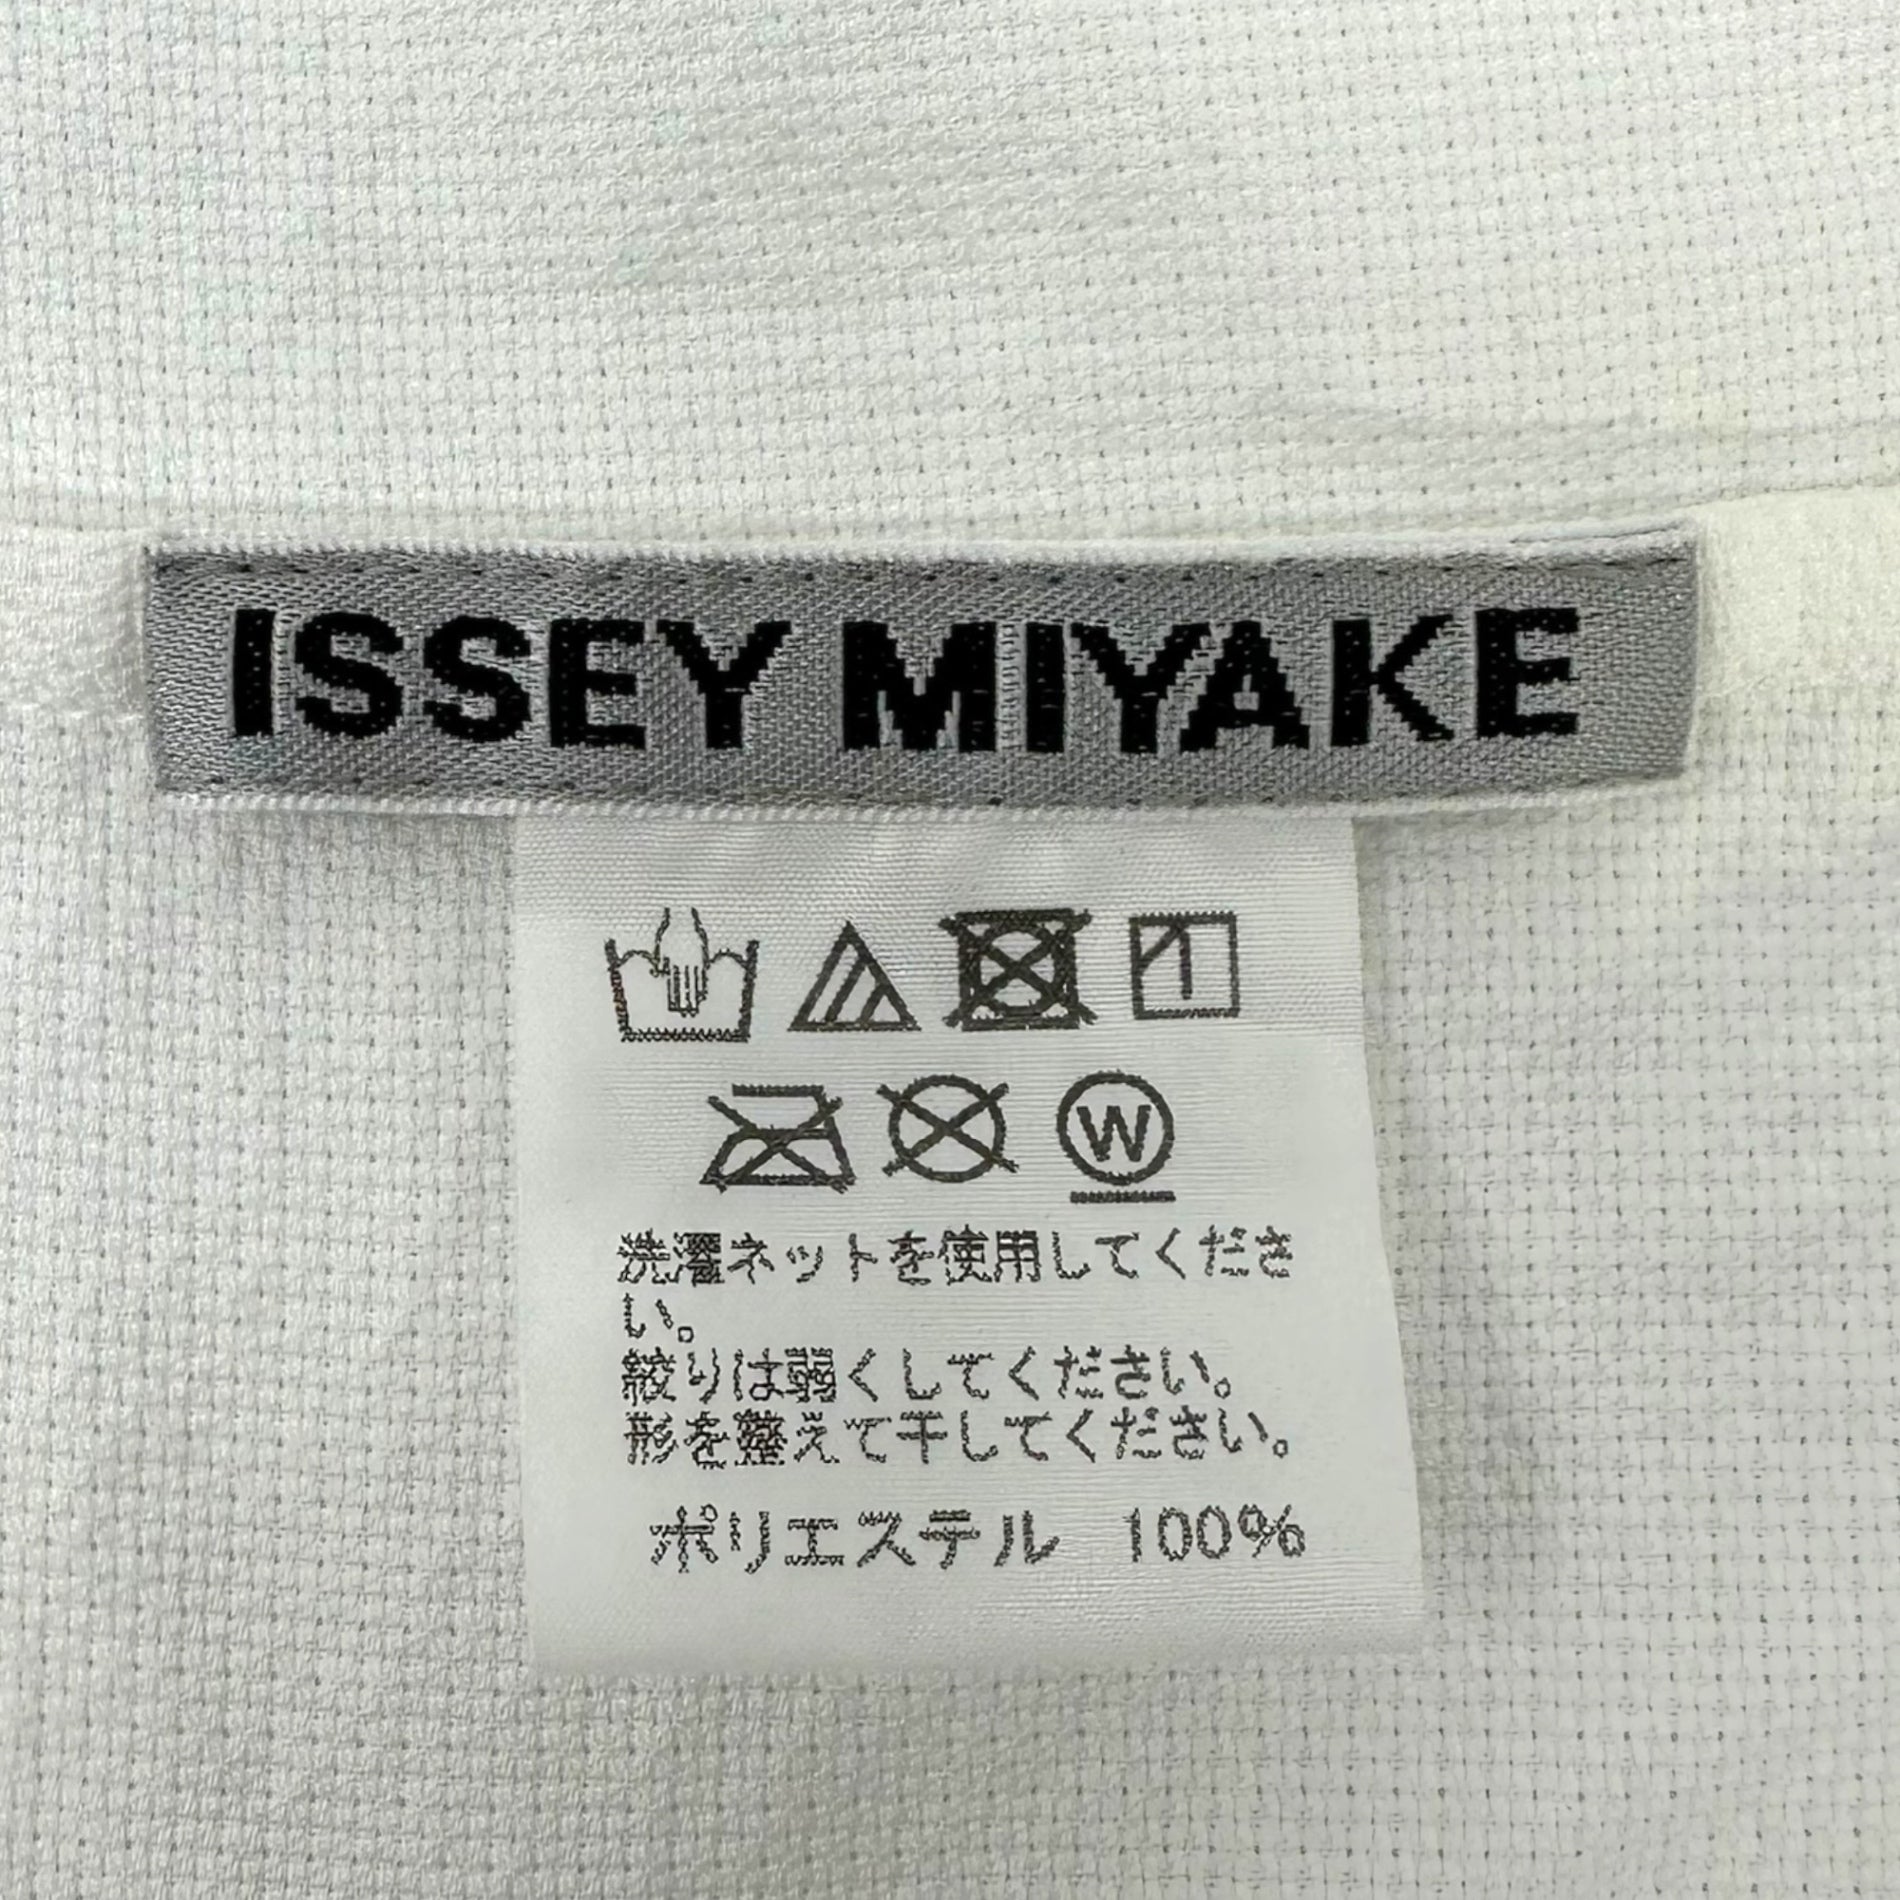 ISSEY MIYAKE
W
洗濯ネットを使用してくださ
い。
絞りは弱くしてください。
形を整えて干してください。
ポリエステル 100%